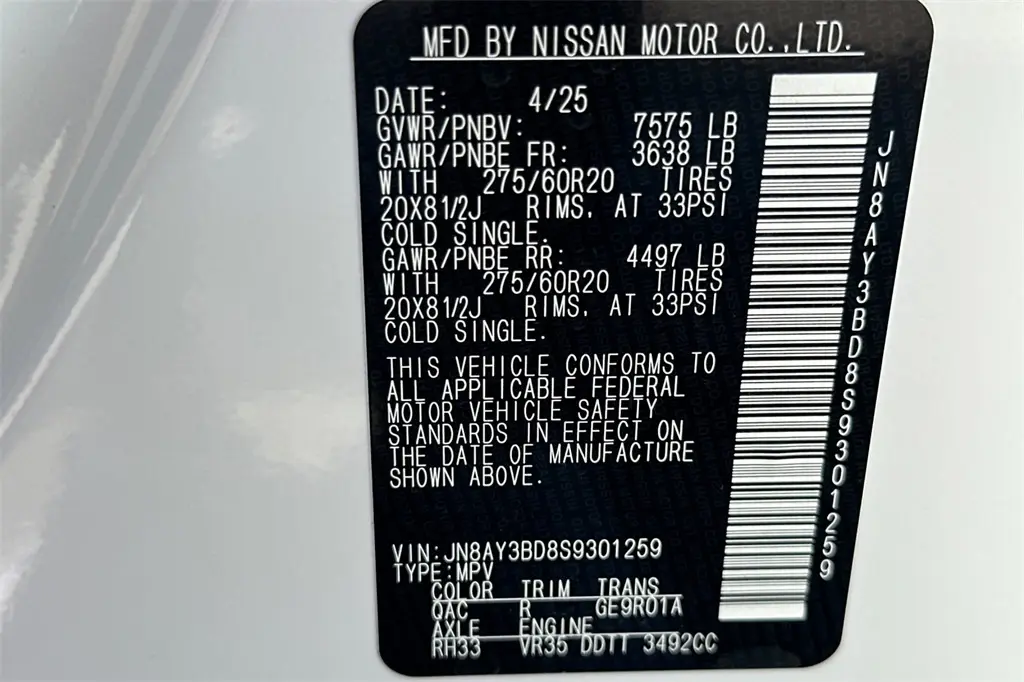 MFD BY NISSAN MOTOR CO.,LTD.
DATE: 4/25
GVWR/PNBV: 7575 LB
GAWR/PNBE FR: 3638 LB
WITH 275/60R20 TIRES
20X81/2J RIMS. AT 33PSI
COLD SINGLE.
GAWR/PNBE RR: 4497 LB
WITH 275/60R20 TIRES
20X81/2J RIMS. AT 33PSI
COLD SINGLE.
THIS VEHICLE CONFORMS TO
ALL APPLICABLE FEDERAL
MOTOR VEHICLE SAFETY
STANDARDS IN EFFECT ON
THE DATE OF MANUFACTURE
SHOWN ABOVE.
VIN:JN8AY3BD8S9301259
TYPE:MPV
COLOR TRIM TRANS
QAC R GE9R01A
AXLE ENGINE
RH33 VR35 DDTT 3492CC
JN8AY3BD8S9301259